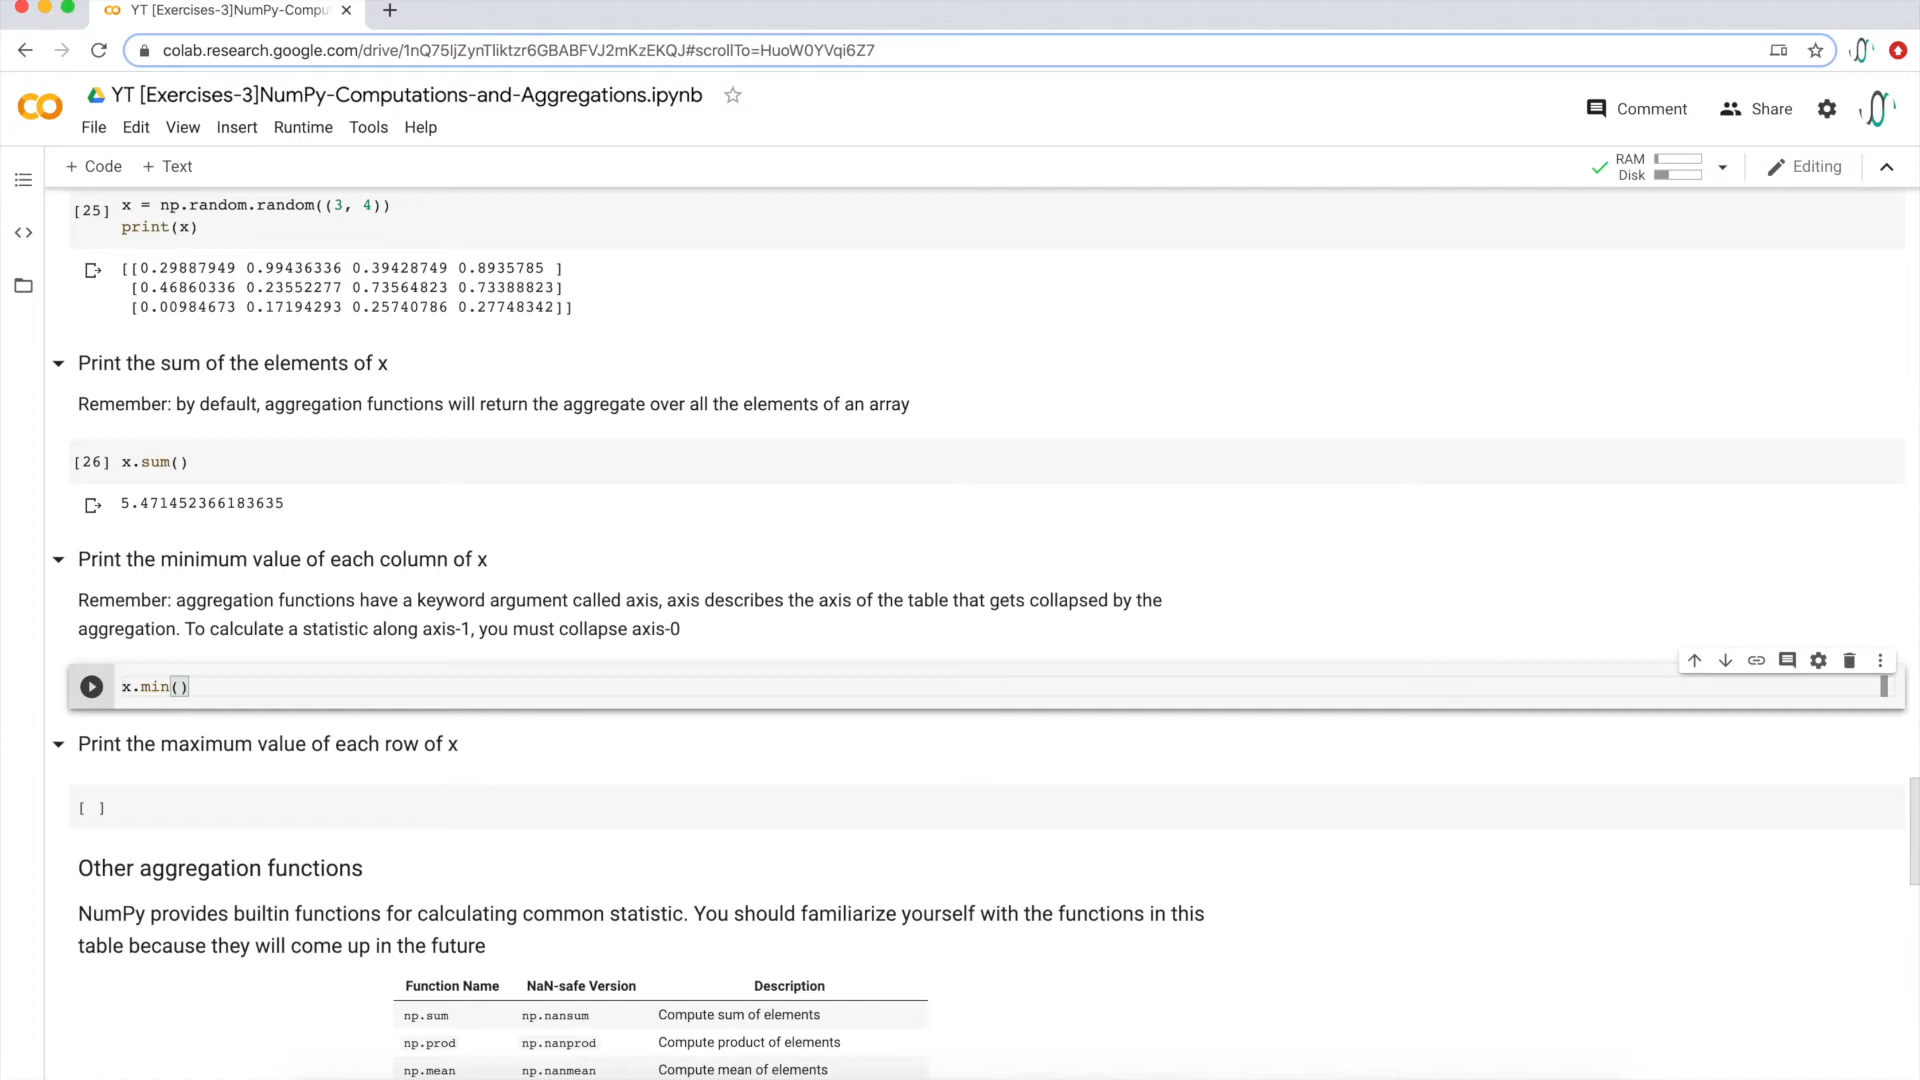 YT [Exercises-3]NumPy-Compu
colab.research.google.com/drive/1nQ75ljZynTliktzr6GBABFVJ2mKzEKQJ#scrollTo=HuoW0YVqi6Z7
YT [Exercises-3]NumPy-Computations-and-Aggregations.ipynb
Comment Share
File Edit View Insert Runtime Tools Help
+ Code + Text
RAM
Disk
Editing
[25] x = np.random.random((3, 4))
print(x)
[[0.29887949 0.99436336 0.39428749 0.8935785 ]
[0.46860336 0.23552277 0.73564823 0.73388823]
[0.00984673 0.17194293 0.25740786 0.27748342]]
Print the sum of the elements of x
Remember: by default, aggregation functions will return the aggregate over all the elements of an array
[26] x.sum()
5.471452366183635
Print the minimum value of each column of x
Remember: aggregation functions have a keyword argument called axis, axis describes the axis of the table that gets collapsed by the
aggregation. To calculate a statistic along axis-1, you must collapse axis-0
x.min()
Print the maximum value of each row of x
[ ]
Other aggregation functions
NumPy provides builtin functions for calculating common statistic. You should familiarize yourself with the functions in this
table because they will come up in the future
Function Name NaN-safe Version Description
np.sum np.nansum Compute sum of elements
np.prod np.nanprod Compute product of elements
np.mean np.nanmean Compute mean of elements